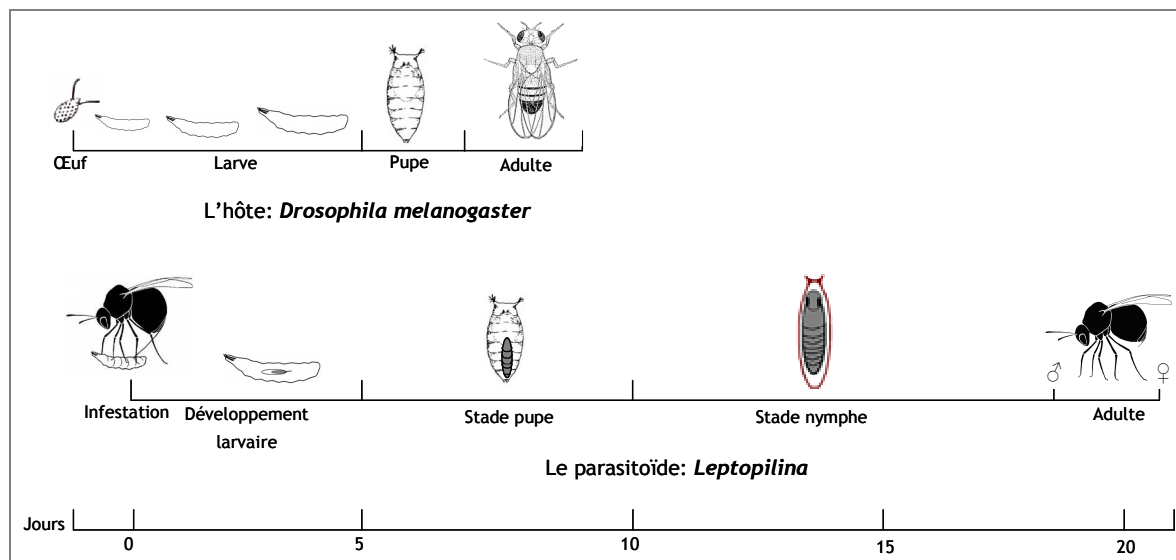 Œuf
Larve
Pupe
Adulte
L’hôte: Drosophila melanogaster
♂
♀
Infestation
Développement
larvaire
Stade pupe
Stade nymphe
Adulte
Le parasitoïde: Leptopilina
Jours
0
5
10
15
20